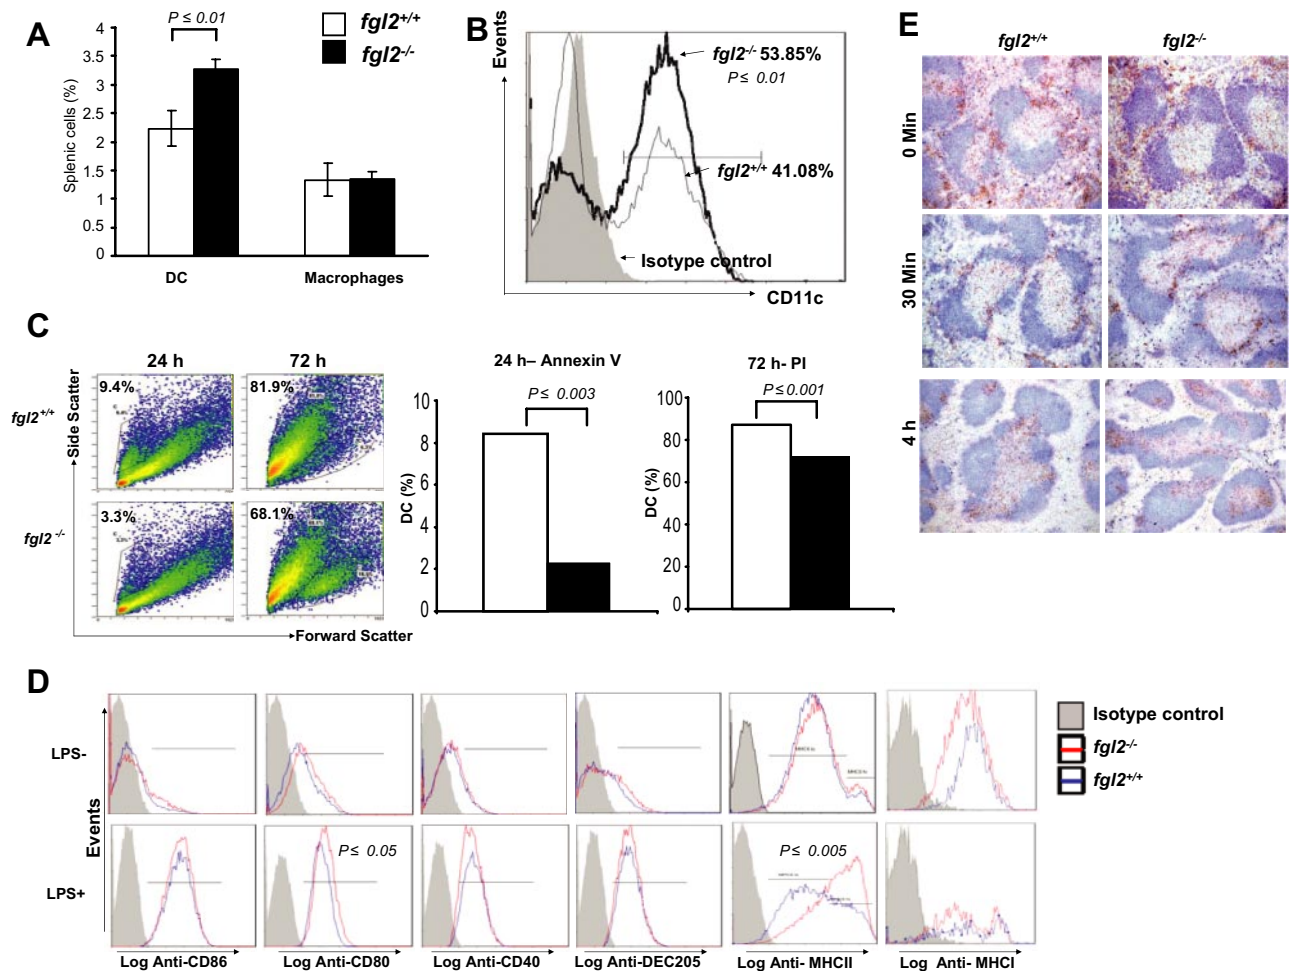 A
P ≤ 0.01
fgl2+/+
fgl2-/-
Splenic cells (%)
4
3.5
3
2.5
2
1.5
1
0.5
0
DC
Macrophages
B
Events
fgl2-/- 53.85%
P ≤ 0.01
fgl2+/+ 41.08%
Isotype control
CD11c
C
24 h
72 h
fgl2+/+
fgl2 -/-
Side Scatter
9.4%
81.9%
3.3%
68.1%
Forward Scatter
24 h– Annexin V
P ≤ 0.003
DC (%)
10
8
6
4
2
0
72 h- PI
P ≤ 0.001
DC (%)
100
80
60
40
20
0
D
Events
LPS-
LPS+
P ≤ 0.05
P ≤ 0.005
Log Anti-CD86
Log Anti-CD80
Log Anti-CD40
Log Anti-DEC205
Log Anti- MHCII
Log Anti- MHCI
Isotype control
fgl2-/-
fgl2+/+
E
fgl2+/+
fgl2-/-
0 Min
30 Min
4 h